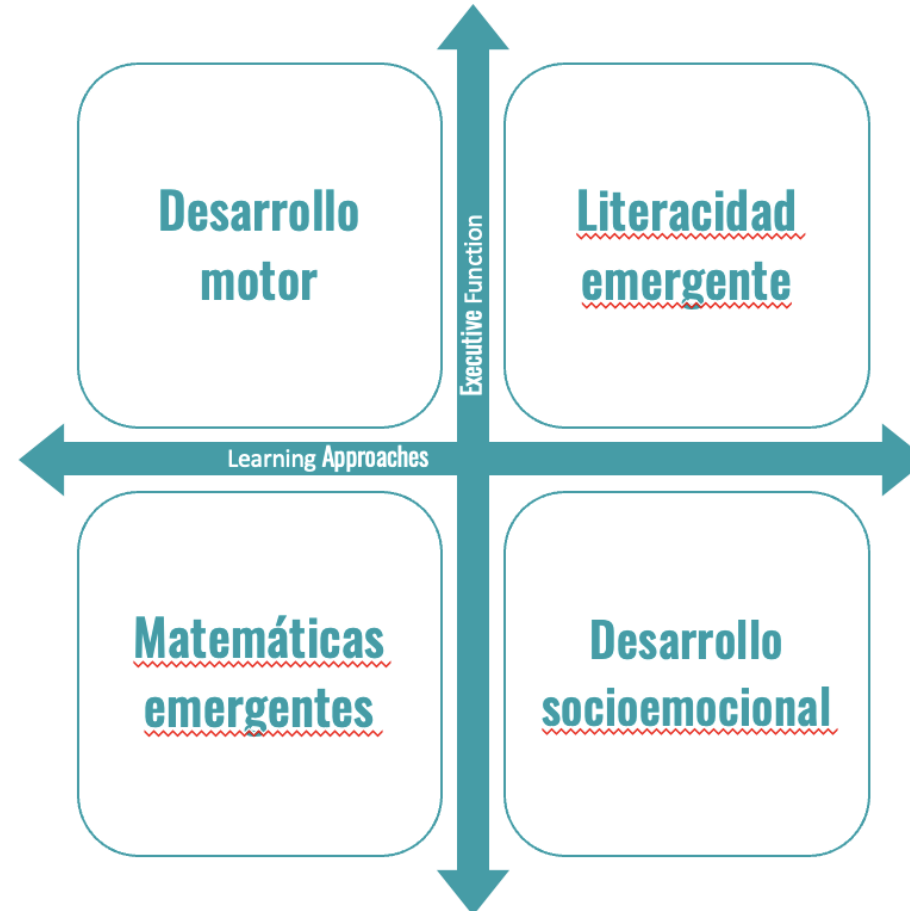 Desarrollo
motor
Literacidad
emergente
Executive Function
Learning Approaches
Matemáticas
emergentes
Desarrollo
socioemocional